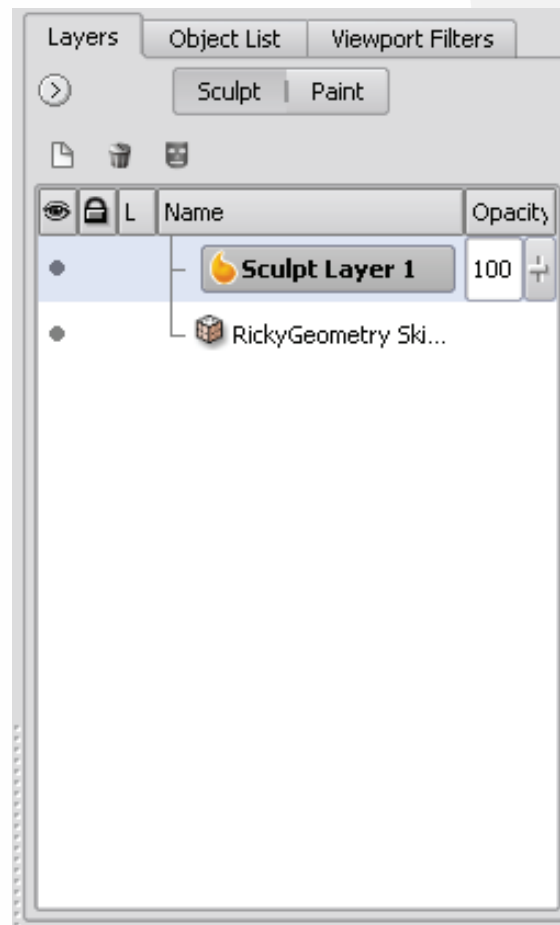 Layers Object List Viewport Filters
Sculpt Paint
L Name Opacity
Sculpt Layer 1 100
RickyGeometry Ski...